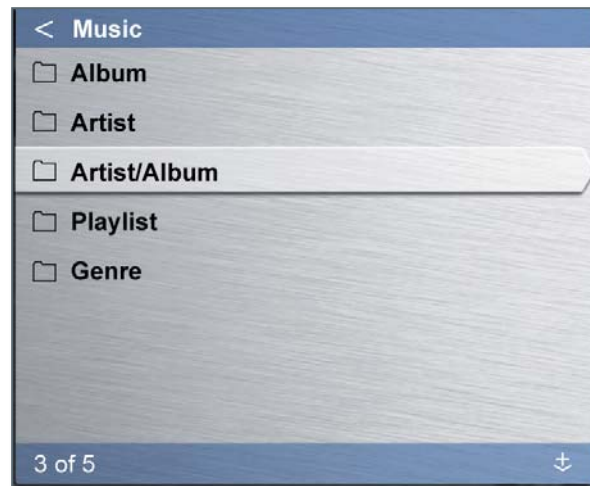 < Music
Album
Artist
Artist/Album
Playlist
Genre
3 of 5